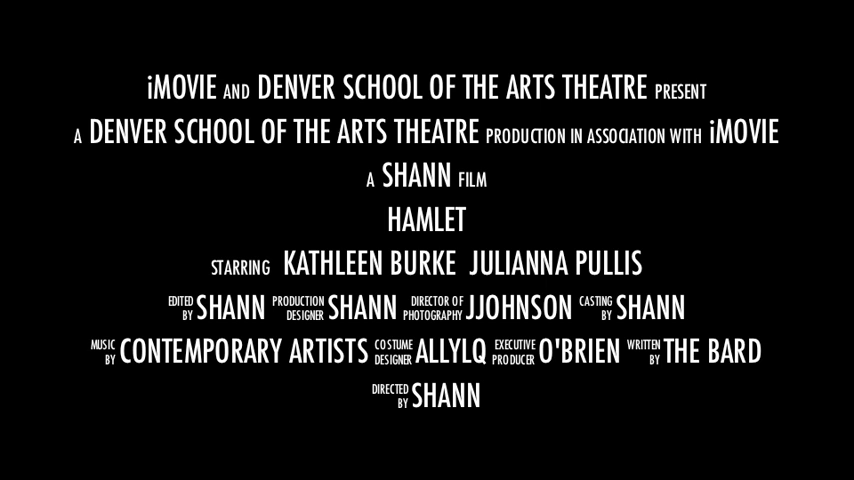 iMOVIE AND DENVER SCHOOL OF THE ARTS THEATRE PRESENT
A DENVER SCHOOL OF THE ARTS THEATRE PRODUCTION IN ASSOCIATION WITH iMOVIE
A SHANN FILM
HAMLET
STARRING KATHLEEN BURKE JULIANNA PULLIS
EDITED BY SHANN PRODUCTION DESIGNER SHANN DIRECTOR OF PHOTOGRAPHY JJOHNSON CASTING BY SHANN
MUSIC BY CONTEMPORARY ARTISTS COSTUME DESIGNER ALLYLQ EXECUTIVE PRODUCER O'BRIEN WRITTEN BY THE BARD
DIRECTED BY SHANN